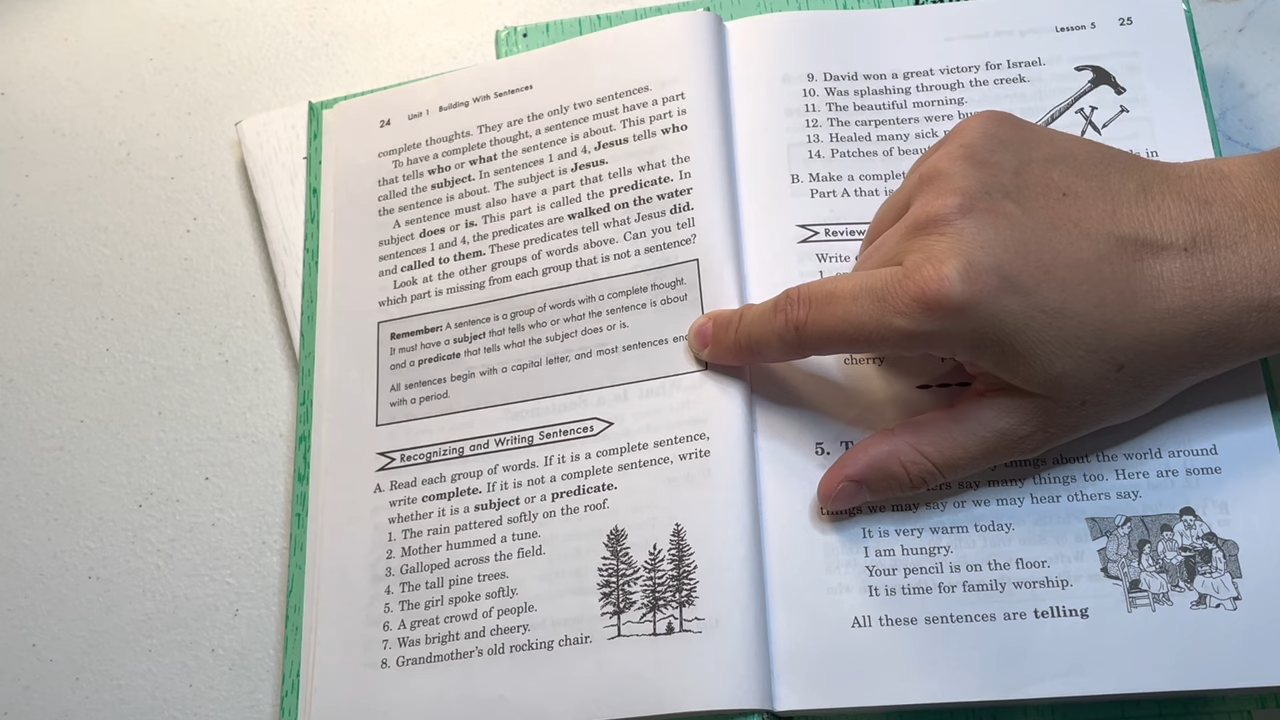 24 Unit 1 Building With Sentences
complete thoughts. They are the only two sentences.
To have a complete thought, a sentence must have a part
that tells who or what the sentence is about. This part is
called the subject. In sentences 1 and 4, Jesus tells who
the sentence is about. The subject is Jesus.
A sentence must also have a part that tells what the
subject does or is. This part is called the predicate. In
sentences 1 and 4, the predicates are walked on the water
and called to them. These predicates tell what Jesus did.
Look at the other groups of words above. Can you tell
which part is missing from each group that is not a sentence?
Remember: A sentence is a group of words with a complete thought.
It must have a subject that tells who or what the sentence is about
and a predicate that tells what the subject does or is.
All sentences begin with a capital letter, and most sentences end
with a period.
Recognizing and Writing Sentences
A. Read each group of words. If it is a complete sentence,
write complete. If it is not a complete sentence, write
whether it is a subject or a predicate.
1. The rain pattered softly on the roof.
2. Mother hummed a tune.
3. Galloped across the field.
4. The tall pine trees.
5. The girl spoke softly.
6. A great crowd of people.
7. Was bright and cheery.
8. Grandmother's old rocking chair.
Lesson 5 25
9. David won a great victory for Israel.
10. Was splashing through the creek.
11. The beautiful morning.
12. The carpenters were
13. Healed many sick
14. Patches of in
B. Make a
Part A that is
Review
Write
cherry
5.
things about the world around
say many things too. Here are some
things we may say or we may hear others say.
It is very warm today.
I am hungry.
Your pencil is on the floor.
It is time for family worship.
All these sentences are telling